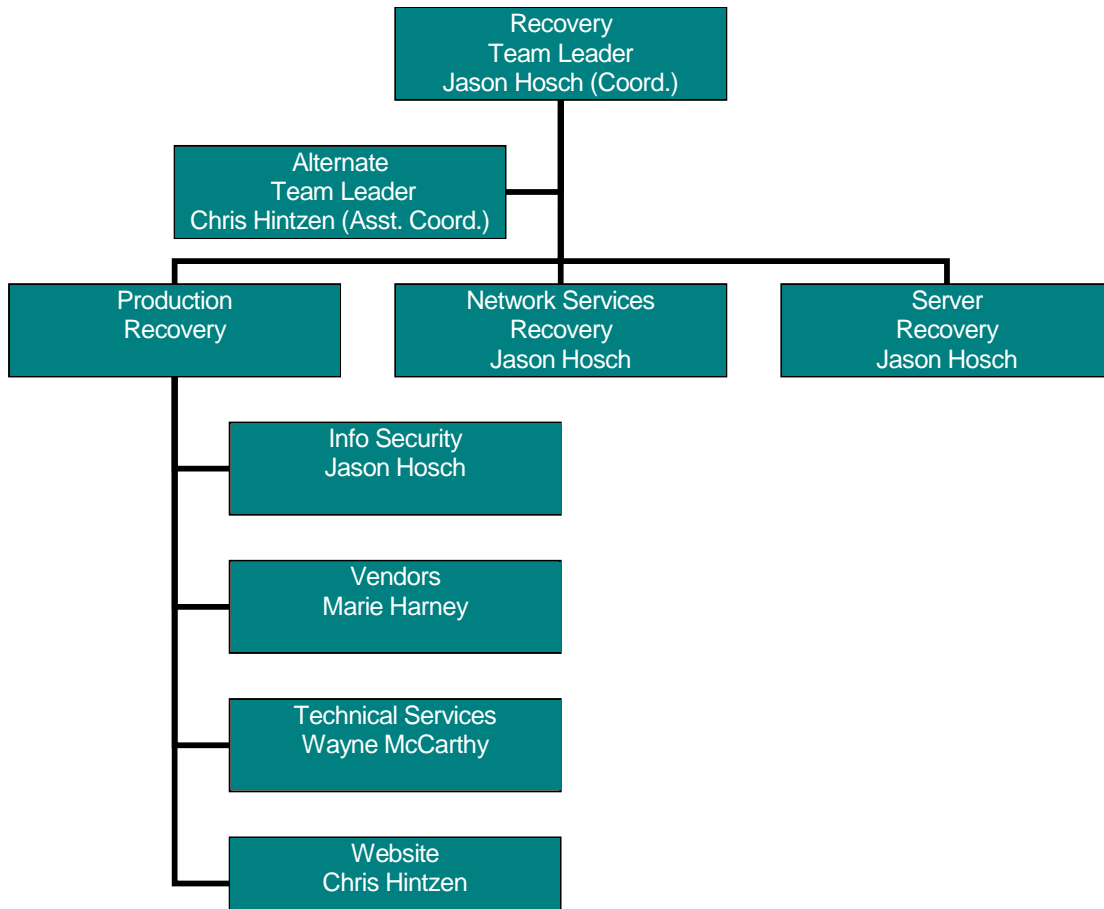 Recovery
Team Leader
Jason Hosch (Coord.)
Alternate
Team Leader
Chris Hintzen (Asst. Coord.)
Production
Recovery
Network Services
Recovery
Jason Hosch
Server
Recovery
Jason Hosch
Info Security
Jason Hosch
Vendors
Marie Harney
Technical Services
Wayne McCarthy
Website
Chris Hintzen